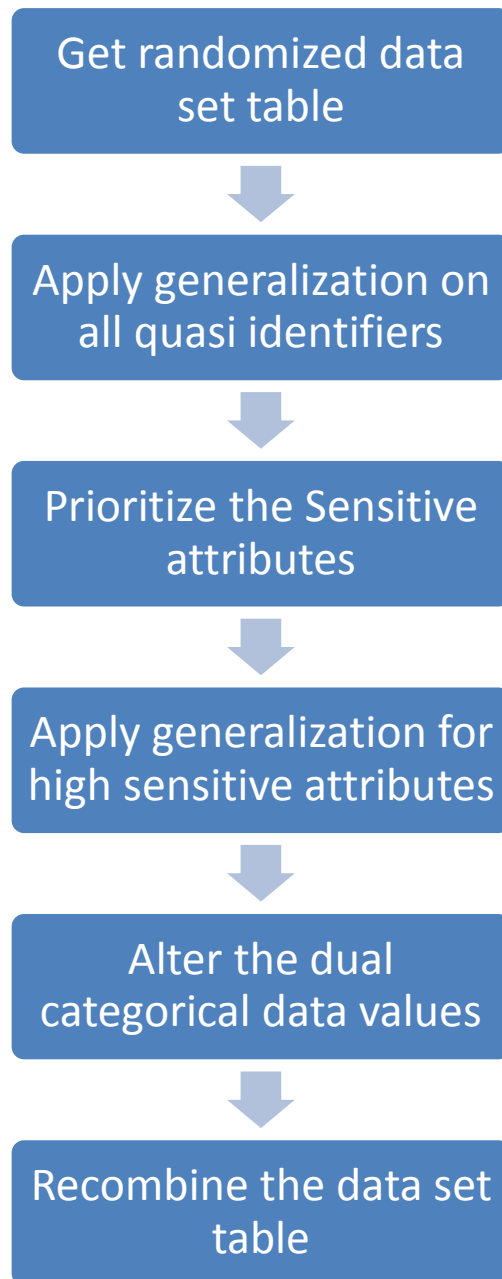 Get randomized data
set table
Apply generalization on
all quasi identifiers
Prioritize the Sensitive
attributes
Apply generalization for
high sensitive attributes
Alter the dual
categorical data values
Recombine the data set
table